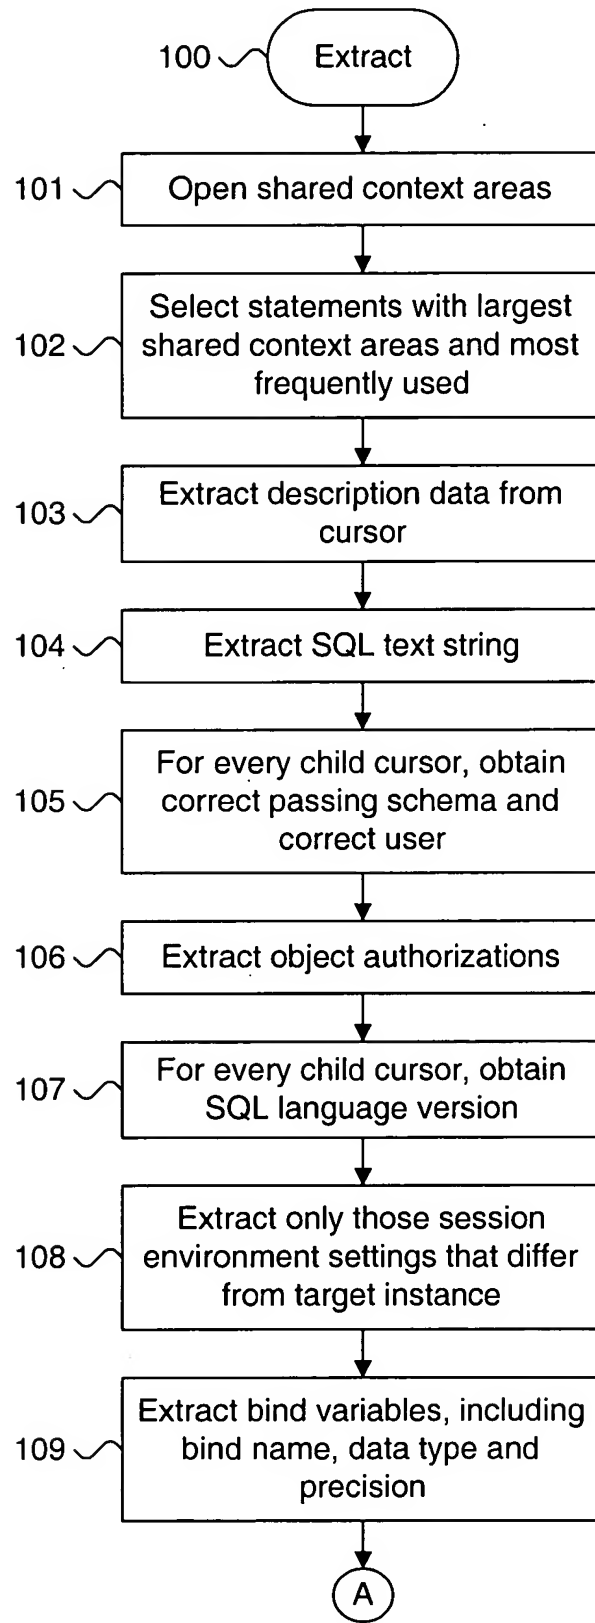 100 Extract
101 Open shared context areas
Select statements with largest
102 shared context areas and most
frequently used
103 Extract description data from
cursor
104 Extract SQL text string
For every child cursor, obtain
105 correct passing schema and
correct user
106 Extract object authorizations
107 For every child cursor, obtain
SQL language version
Extract only those session
108 environment settings that differ
from target instance
Extract bind variables, including
109 bind name, data type and
precision
A